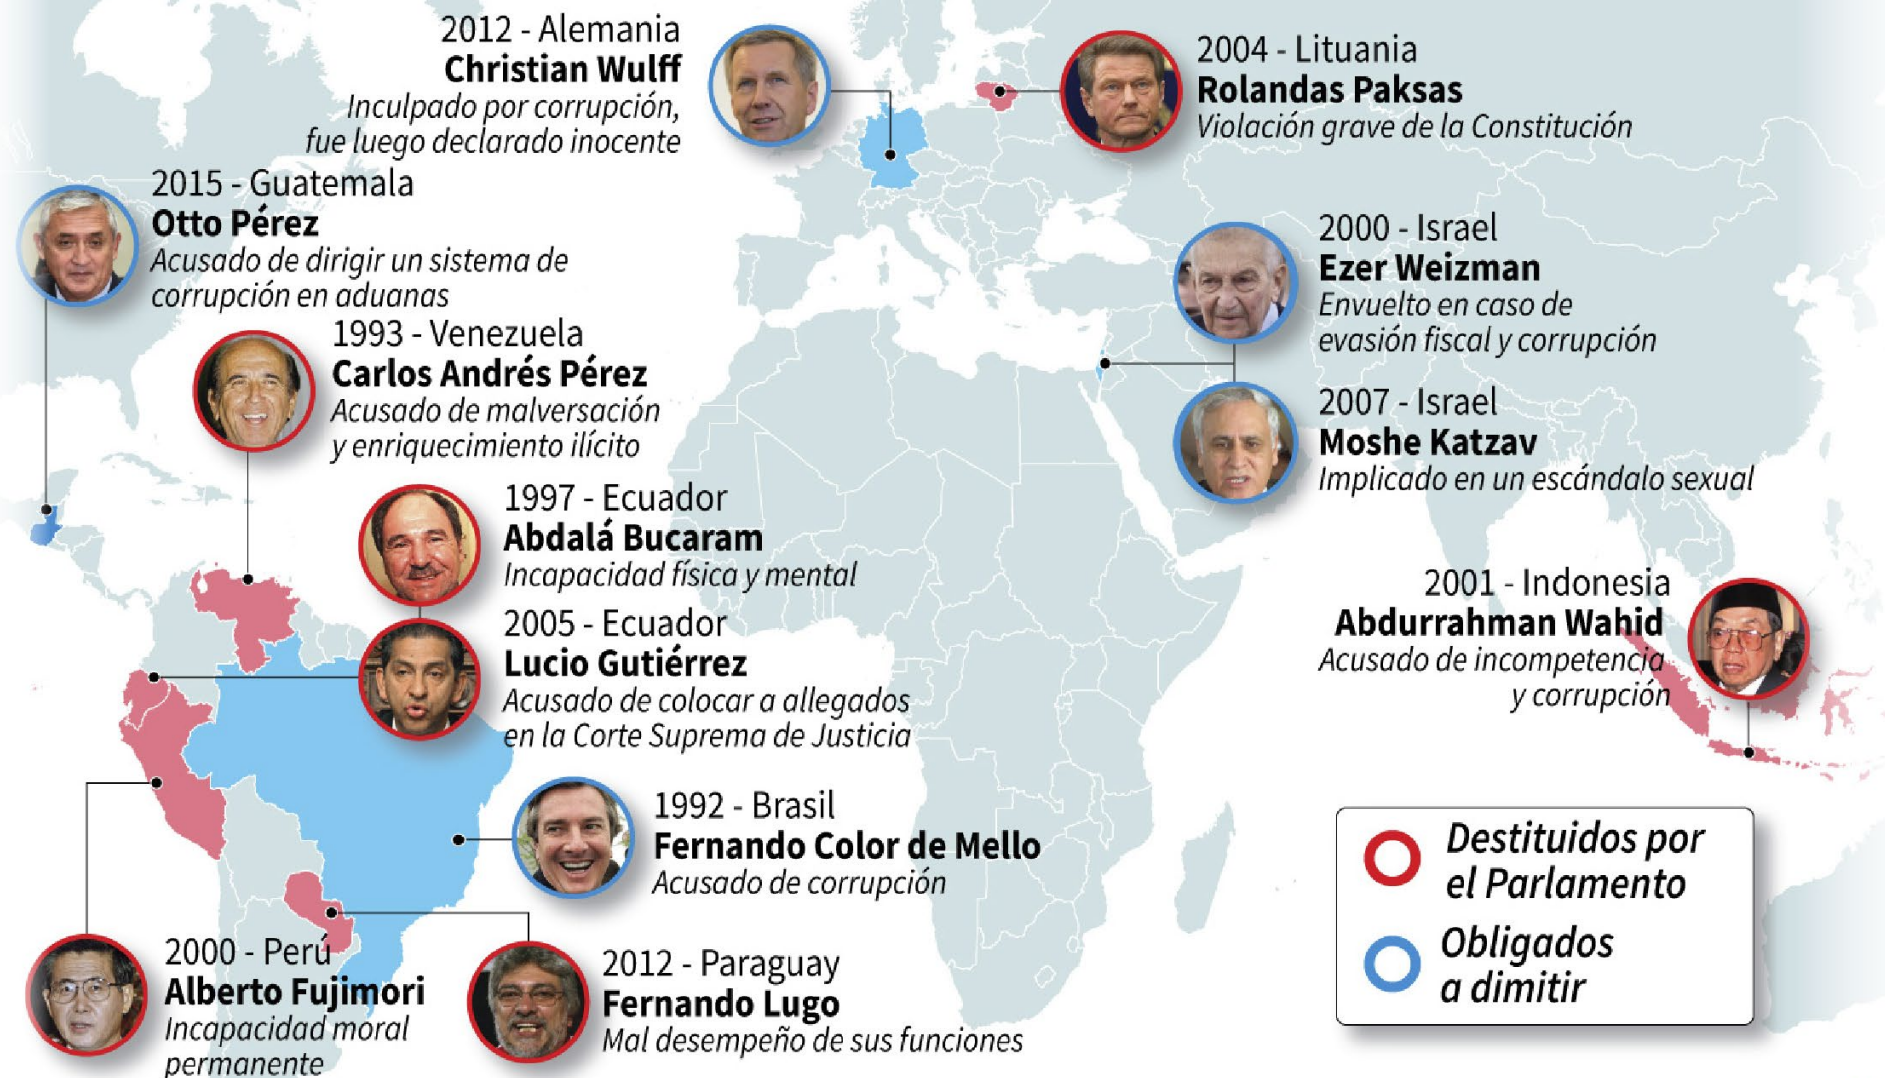 2012 - Alemania
Christian Wulff
Inculpado por corrupción,
fue luego declarado inocente
2004 - Lituania
Rolandas Paksas
Violación grave de la Constitución
2015 - Guatemala
Otto Pérez
Acusado de dirigir un sistema de
corrupción en aduanas
2000 - Israel
Ezer Weizman
Envuelto en caso de
evasión fiscal y corrupción
1993 - Venezuela
Carlos Andrés Pérez
Acusado de malversación
y enriquecimiento ilícito
2007 - Israel
Moshe Katzav
Implicado en un escándalo sexual
1997 - Ecuador
Abdalá Bucaram
Incapacidad física y mental
2005 - Ecuador
Lucio Gutiérrez
Acusado de colocar a allegados
en la Corte Suprema de Justicia
2001 - Indonesia
Abdurrahman Wahid
Acusado de incompetencia
y corrupción
1992 - Brasil
Fernando Color de Mello
Acusado de corrupción
2000 - Perú
Alberto Fujimori
Incapacidad moral
permanente
2012 - Paraguay
Fernando Lugo
Mal desempeño de sus funciones
Destituidos por
el Parlamento
Obligados
a dimitir